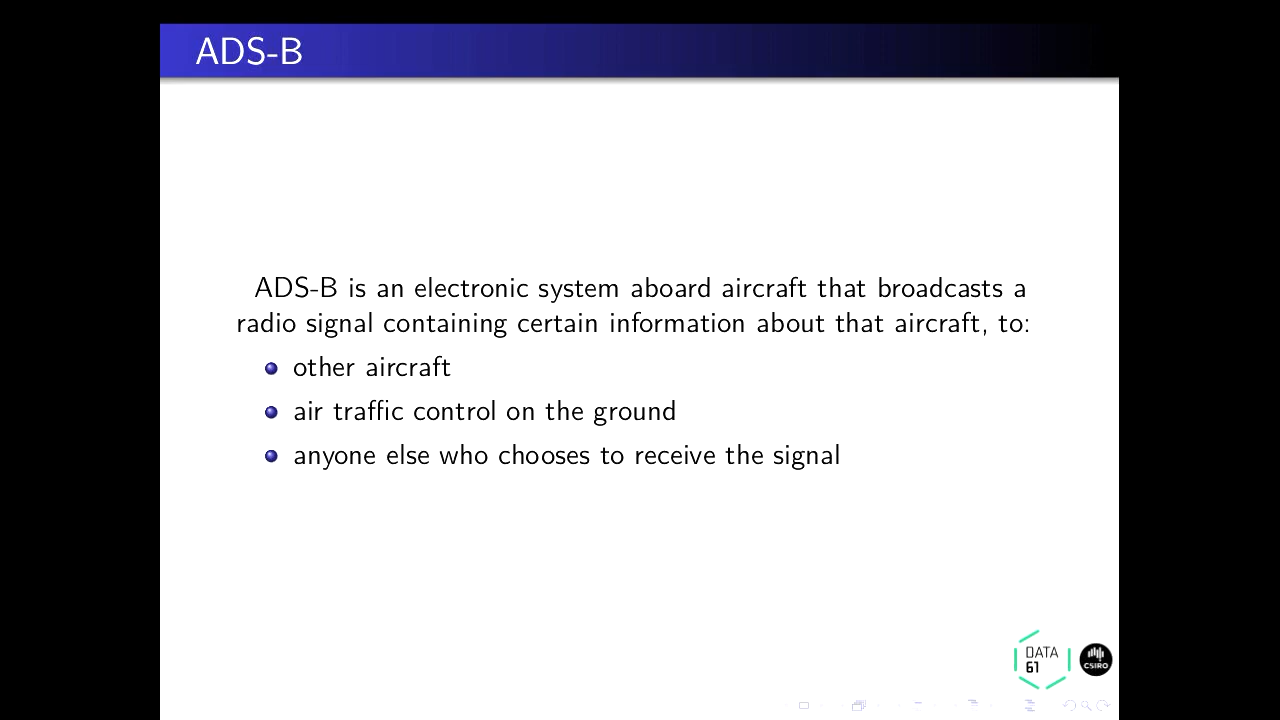 ADS-B
ADS-B is an electronic system aboard aircraft that broadcasts a
radio signal containing certain information about that aircraft, to:
other aircraft
air traffic control on the ground
anyone else who chooses to receive the signal
DATA
61
CSIRO